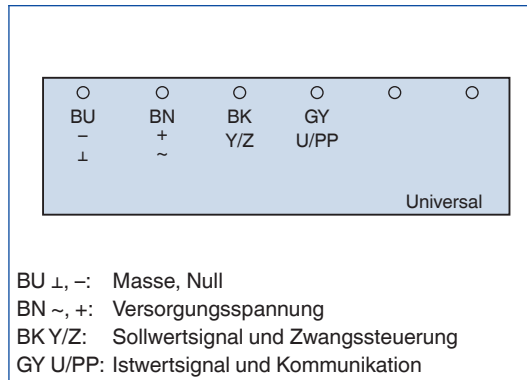 BU BN BK GY
– + Y/Z U/PP
⊥ ~
Universal
BU ⊥, –: Masse, Null
BN ~, +: Versorgungsspannung
BK Y/Z: Sollwertsignal und Zwangssteuerung
GY U/PP: Istwertsignal und Kommunikation